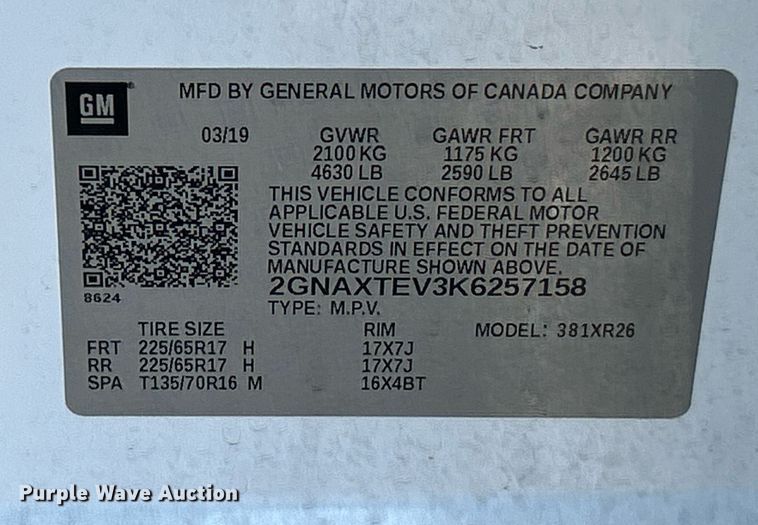 GM
MFD BY GENERAL MOTORS OF CANADA COMPANY
03/19 GVWR GAWR FRT GAWR RR
2100 KG 1175 KG 1200 KG
4630 LB 2590 LB 2645 LB
THIS VEHICLE CONFORMS TO ALL
APPLICABLE U.S. FEDERAL MOTOR
VEHICLE SAFETY AND THEFT PREVENTION
STANDARDS IN EFFECT ON THE DATE OF
MANUFACTURE SHOWN ABOVE.
8624
2GNAXTEV3K6257158
TYPE: M.P.V.
TIRE SIZE RIM MODEL: 381XR26
FRT 225/65R17 H 17X7J
RR 225/65R17 H 17X7J
SPA T135/70R16 M 16X4BT
Purple Wave Auction